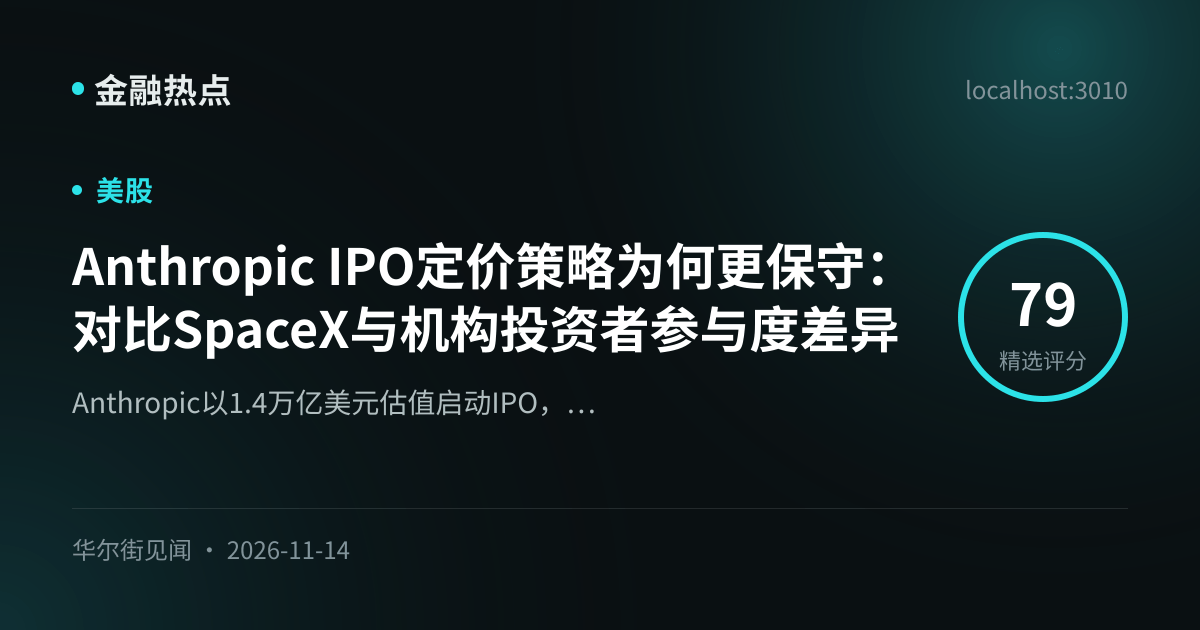 金融热点
localhost:3010
美股
Anthropic IPO定价策略为何更保守：
对比SpaceX与机构投资者参与度差异
79
精选评分
Anthropic以1.4万亿美元估值启动IPO，…
华尔街见闻 · 2026-11-14